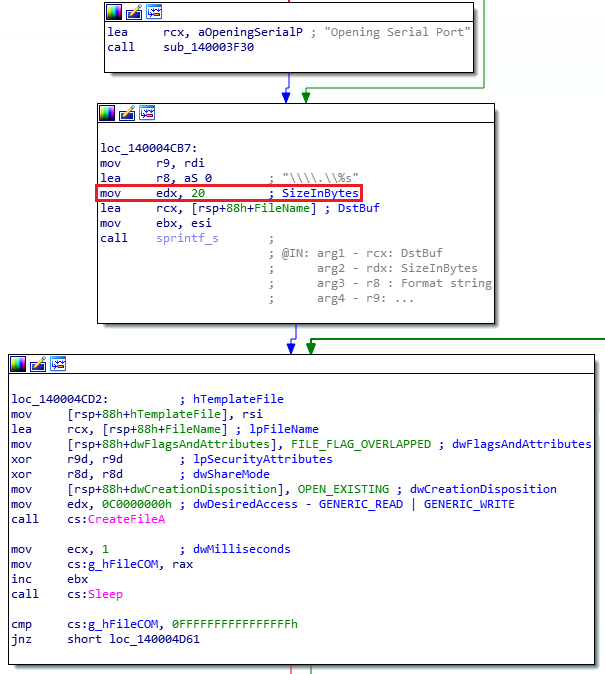 lea     rcx, aOpeningSerialP ; "Opening Serial Port"
call    sub_140003F30
loc_140004CB7:
mov     r9, rdi
lea     r8, aS_0        ; "\\\\.\\%s"
mov     edx, 20         ; SizeInBytes
lea     rcx, [rsp+88h+FileName] ; DstBuf
mov     ebx, esi
call    sprintf_s       ;
                        ; @IN: arg1 - rcx: DstBuf
                        ;      arg2 - rdx: SizeInBytes
                        ;      arg3 - r8 : Format string
                        ;      arg4 - r9: ...
loc_140004CD2:          ; hTemplateFile
mov     [rsp+88h+hTemplateFile], rsi
lea     rcx, [rsp+88h+FileName] ; lpFileName
mov     [rsp+88h+dwFlagsAndAttributes], FILE_FLAG_OVERLAPPED ; dwFlagsAndAttributes
xor     r9d, r9d        ; lpSecurityAttributes
xor     r8d, r8d        ; dwShareMode
mov     [rsp+88h+dwCreationDisposition], OPEN_EXISTING ; dwCreationDisposition
mov     edx, 0C0000000h ; dwDesiredAccess - GENERIC_READ | GENERIC_WRITE
call    cs:CreateFileA
mov     ecx, 1          ; dwMilliseconds
mov     cs:g_hFileCOM, rax
inc     ebx
call    cs:Sleep
cmp     cs:g_hFileCOM, 0FFFFFFFFFFFFFFFFh
jnz     short loc_140004D61